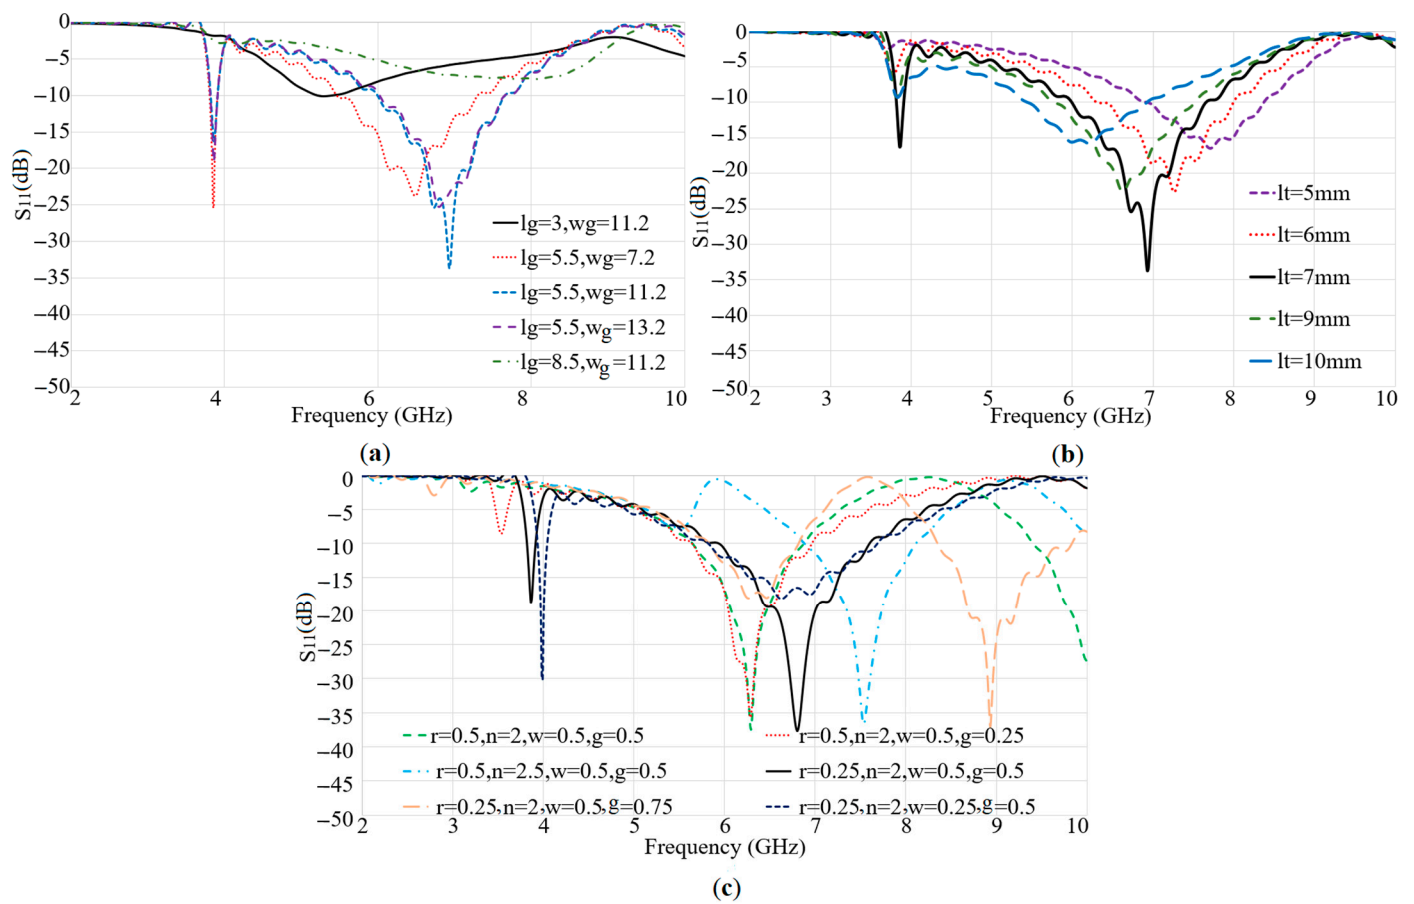 0
−5
−10
−15
−20
−25
−30
−35
−40
−45
−50
S11(dB)
2 4 6 8 10
Frequency (GHz)
lg=3,wg=11.2
lg=5.5,wg=7.2
lg=5.5,wg=11.2
lg=5.5,wg=13.2
lg=8.5,wg=11.2
(a)
0
−5
−10
−15
−20
−25
−30
−35
−40
−45
−50
S11(dB)
2 3 4 5 6 7 8 9 10
Frequency (GHz)
lt=5mm
lt=6mm
lt=7mm
lt=9mm
lt=10mm
(b)
0
−5
−10
−15
−20
−25
−30
−35
−40
−45
−50
S11(dB)
r=0.5,n=2,w=0.5,g=0.5 r=0.5,n=2,w=0.5,g=0.25
r=0.5,n=2.5,w=0.5,g=0.5 r=0.25,n=2,w=0.5,g=0.5
r=0.25,n=2,w=0.5,g=0.75 r=0.25,n=2,w=0.25,g=0.5
2 3 4 5 6 7 8 9 10
Frequency (GHz)
(c)